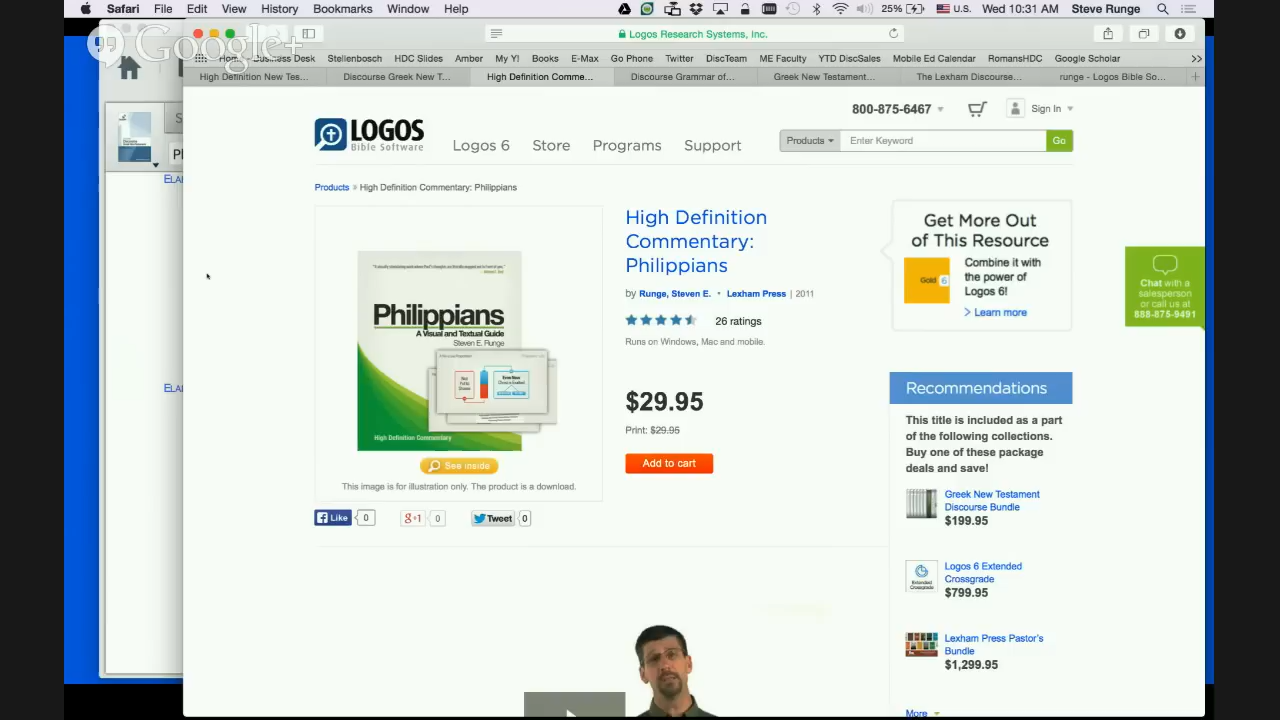 Safari File Edit View History Bookmarks Window Help 25% U.S. Wed 10:31 AM Steve Runge
Google+
Logos Research Systems, Inc.
Home Business Desk Stellenbosch HDC Slides Amber My Y! Books E-Max Go Phone Twitter DiscTeam ME Faculty YTD DiscSales Mobile Ed Calendar RomansHDC Google Scholar >>
High Definition New Tes... Discourse Greek New T... High Definition Comme... Discourse Grammar of... Greek New Testament... The Lexham Discourse... runge - Logos Bible So... +
800-875-6467 Sign In
LOGOS
Bible Software
Logos 6 Store Programs Support
Products Enter Keyword Go
Products » High Definition Commentary: Philippians
High Definition
Commentary:
Philippians
by Runge, Steven E. • Lexham Press | 2011
26 ratings
Runs on Windows, Mac and mobile.
$29.95
Print: $29.95
Add to cart
Philippians
A Visual and Textual Guide
Steven E. Runge
High Definition Commentary
See inside
This image is for illustration only. The product is a download.
Like 0 g+1 0 Tweet 0
Get More Out
of This Resource
Gold 6
Combine it with
the power of
Logos 6!
> Learn more
Chat with a
salesperson
or call us at
888-875-9491
Recommendations
This title is included as a part
of the following collections.
Buy one of these package
deals and save!
Greek New Testament
Discourse Bundle
$199.95
Logos 6 Extended
Crossgrade
$799.95
Lexham Press Pastor's
Bundle
$1,299.95
More